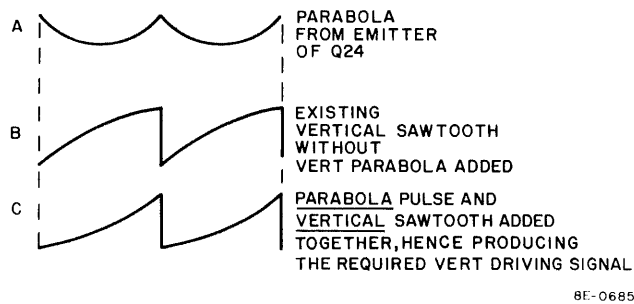 A
PARABOLA
FROM EMITTER
OF Q24
B
EXISTING
VERTICAL SAWTOOTH
WITHOUT
VERT PARABOLA ADDED
C
PARABOLA PULSE AND
VERTICAL SAWTOOTH ADDED
TOGETHER, HENCE PRODUCING
THE REQUIRED VERT DRIVING SIGNAL
8E-0685